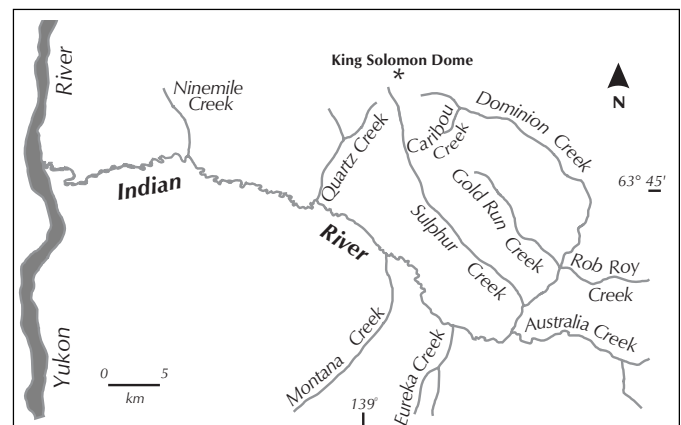 River
Yukon
Ninemile
Creek
King Solomon Dome
*
N
Dominion Creek
Caribou
Creek
Quartz Creek
63° 45'
Indian
River
Gold Run
Creek
Sulphur
Creek
Rob Roy
Creek
Australia Creek
Montana Creek
Eureka Creek
0 5
km
139°